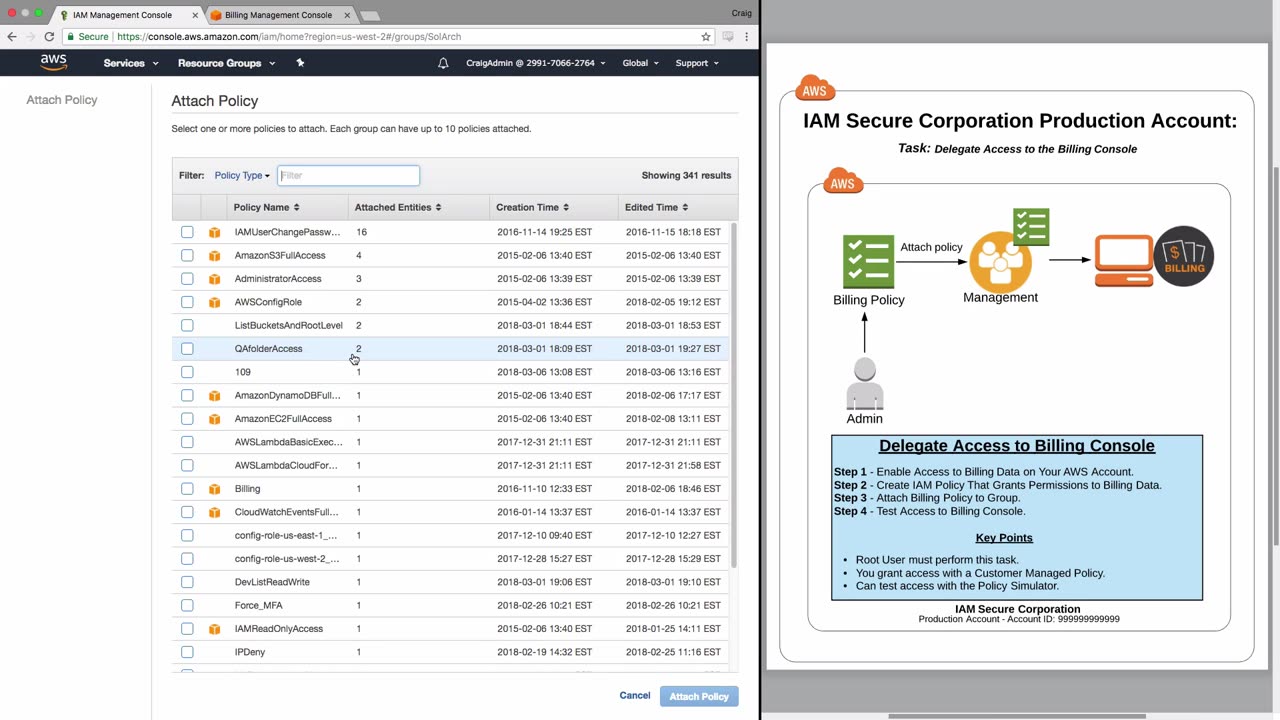 IAM Management Console
Billing Management Console
Craig
Secure
https://console.aws.amazon.com/iam/home?region=us-west-2#/groups/SolArch
aws
Services
Resource Groups
CraigAdmin @ 2991-7066-2764
Global
Support
Attach Policy
Attach Policy
Select one or more policies to attach. Each group can have up to 10 policies attached.
Filter: Policy Type Filter Showing 341 results
Policy Name Attached Entities Creation Time Edited Time
IAMUserChangePassw... 16 2016-11-14 19:25 EST 2016-11-15 18:18 EST
AmazonS3FullAccess 4 2015-02-06 13:40 EST 2015-02-06 13:40 EST
AdministratorAccess 3 2015-02-06 13:39 EST 2015-02-06 13:39 EST
AWSConfigRole 2 2015-04-02 13:36 EST 2018-02-05 19:12 EST
ListBucketsAndRootLevel 2 2018-03-01 18:44 EST 2018-03-01 18:53 EST
QAfolderAccess 2 2018-03-01 18:09 EST 2018-03-01 19:27 EST
109 1 2018-03-06 13:08 EST 2018-03-06 13:16 EST
AmazonDynamoDBFull... 1 2015-02-06 13:40 EST 2018-02-06 17:17 EST
AmazonEC2FullAccess 1 2015-02-06 13:40 EST 2018-02-08 13:11 EST
AWSLambdaBasicExec... 1 2017-12-31 21:11 EST 2017-12-31 21:11 EST
AWSLambdaCloudFor... 1 2017-12-31 21:11 EST 2017-12-31 21:58 EST
Billing 1 2016-11-10 12:33 EST 2018-02-06 18:46 EST
CloudWatchEventsFull... 1 2016-01-14 13:37 EST 2016-01-14 13:37 EST
config-role-us-east-1_... 1 2017-12-10 09:40 EST 2017-12-10 12:27 EST
config-role-us-west-2_... 1 2017-12-28 15:27 EST 2017-12-28 15:29 EST
DevListReadWrite 1 2018-03-01 19:06 EST 2018-03-01 19:10 EST
Force_MFA 1 2018-02-26 10:21 EST 2018-02-26 10:21 EST
IAMReadOnlyAccess 1 2015-02-06 13:40 EST 2018-01-25 14:11 EST
IPDeny 1 2018-02-19 14:32 EST 2018-02-25 11:16 EST
Cancel
Attach Policy
AWS
IAM Secure Corporation Production Account:
Task: Delegate Access to the Billing Console
AWS
Attach policy
BILLING
Billing Policy
Management
Admin
Delegate Access to Billing Console
Step 1 - Enable Access to Billing Data on Your AWS Account.
Step 2 - Create IAM Policy That Grants Permissions to Billing Data.
Step 3 - Attach Billing Policy to Group.
Step 4 - Test Access to Billing Console.
Key Points
• Root User must perform this task.
• You grant access with a Customer Managed Policy.
• Can test access with the Policy Simulator.
IAM Secure Corporation
Production Account - Account ID: 999999999999